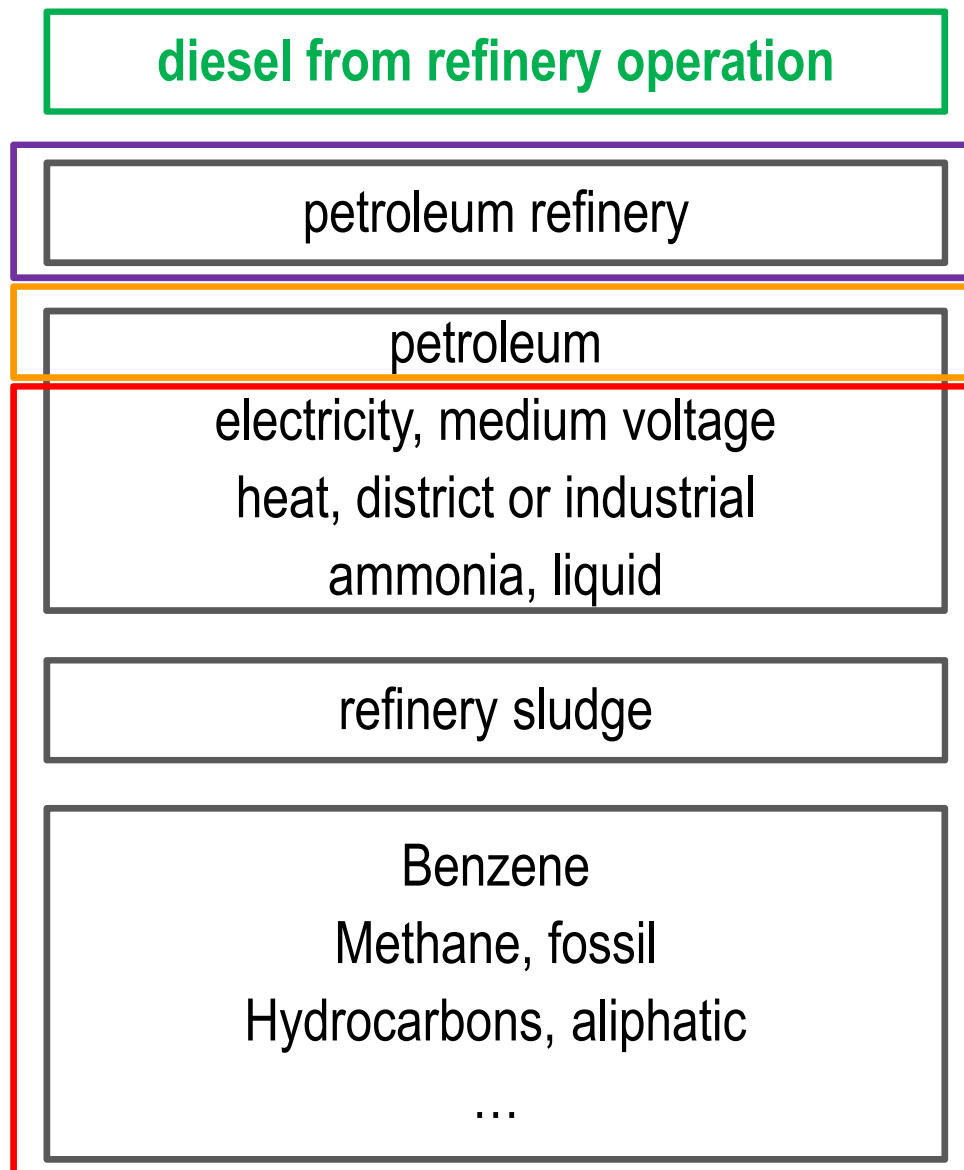 diesel from refinery operation
petroleum refinery
petroleum
electricity, medium voltage
heat, district or industrial
ammonia, liquid
refinery sludge
Benzene
Methane, fossil
Hydrocarbons, aliphatic
…